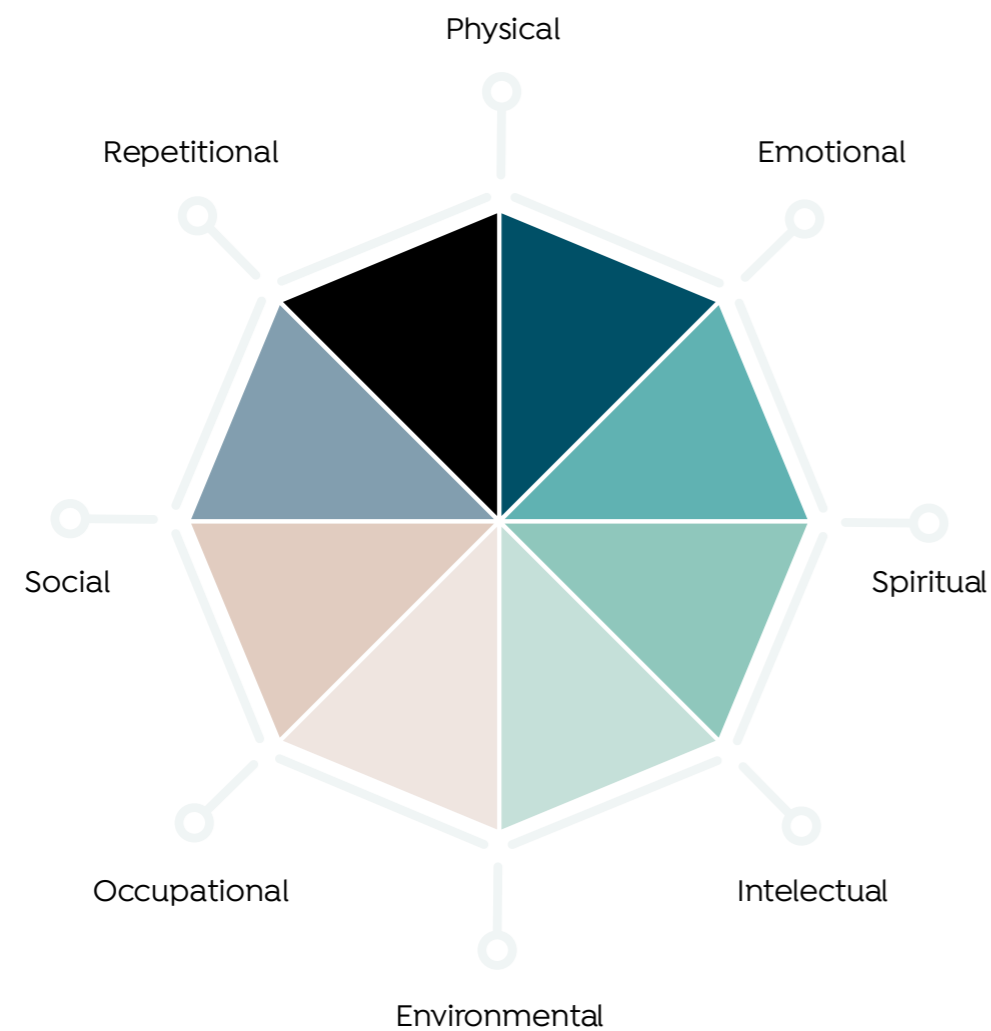 Physical
Repetitional
Emotional
Social
Spiritual
Occupational
Intelectual
Environmental